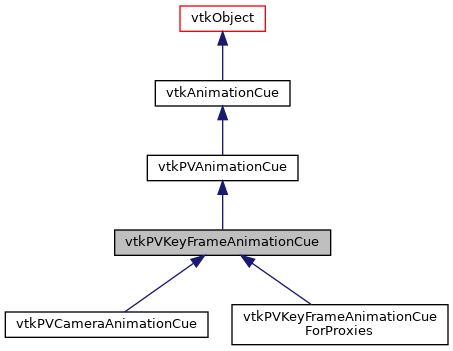 vtkObject
vtkAnimationCue
vtkPVAnimationCue
vtkPVKeyFrameAnimationCue
vtkPVCameraAnimationCue
vtkPVKeyFrameAnimationCue
ForProxies